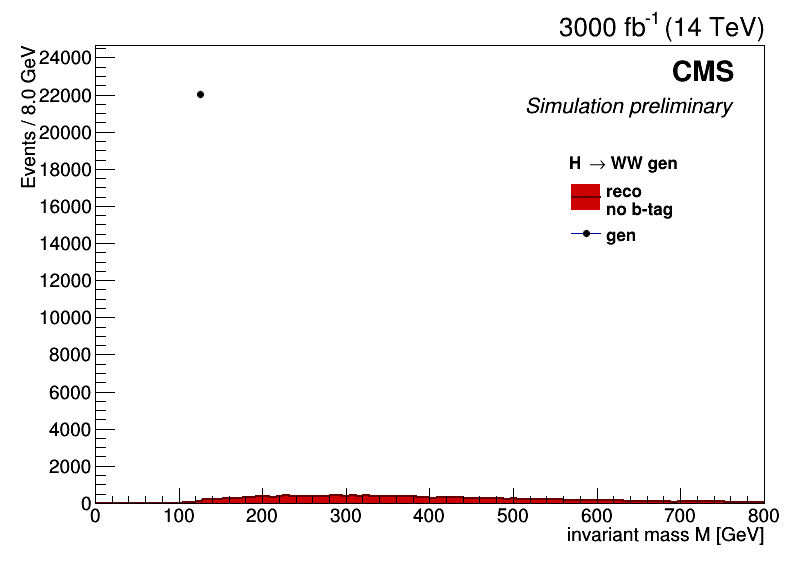 3000 fb-1 (14 TeV)
CMS
Simulation preliminary
H → WW gen
reco
no b-tag
gen
Events / 8.0 GeV
24000
22000
20000
18000
16000
14000
12000
10000
8000
6000
4000
2000
0
0 100 200 300 400 500 600 700 800
invariant mass M [GeV]